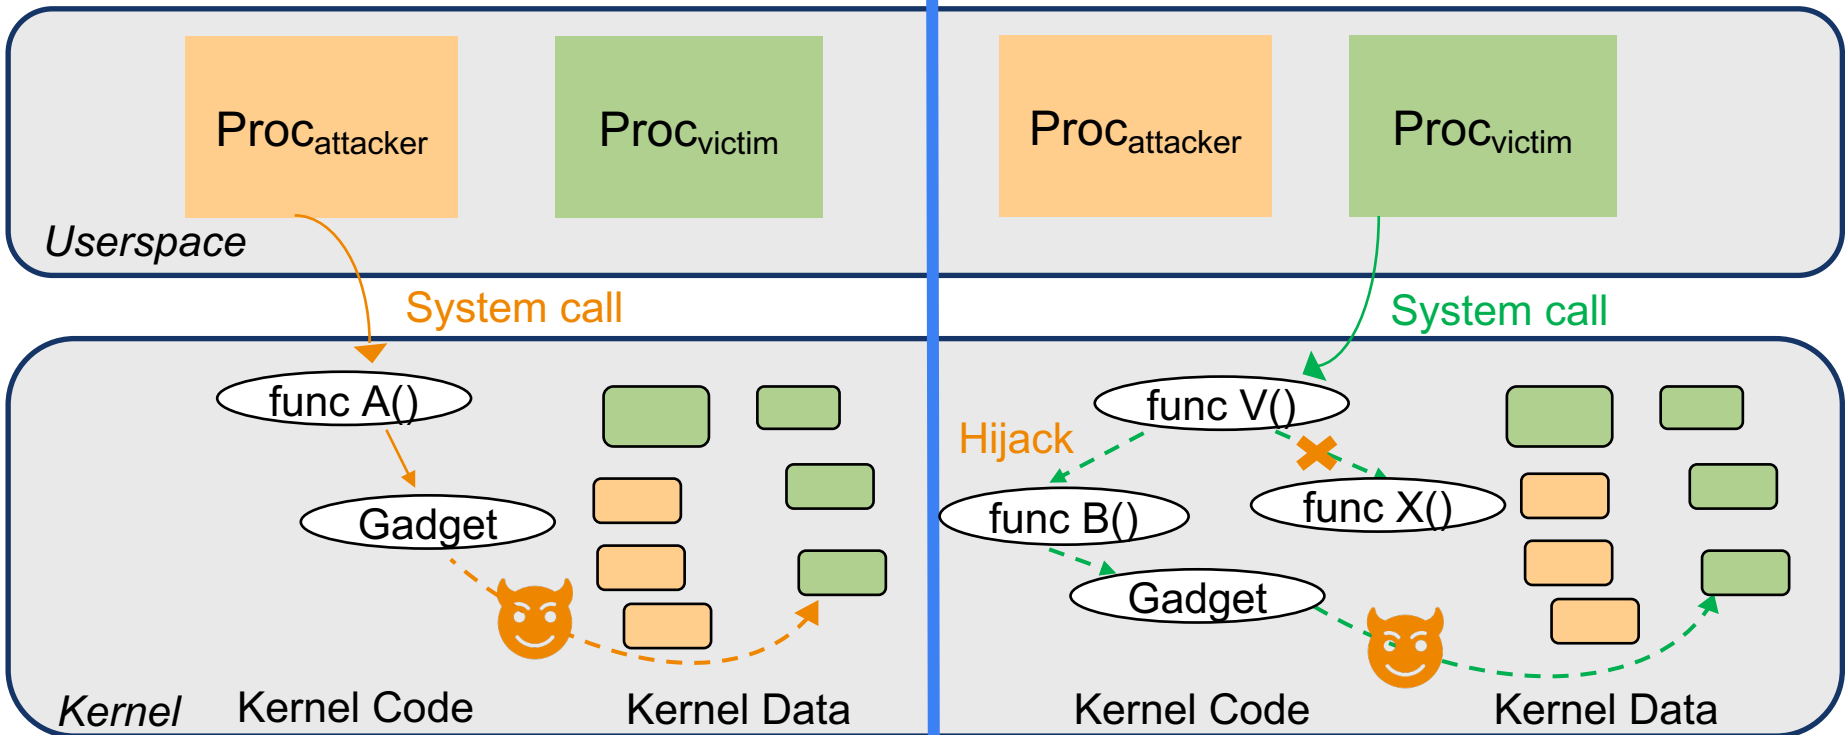 Proc_attacker
Proc_victim
Userspace
System call
func A()
Gadget
Kernel
Kernel Code
Kernel Data
Proc_attacker
Proc_victim
System call
func V()
Hijack
func B()
func X()
Gadget
Kernel Code
Kernel Data